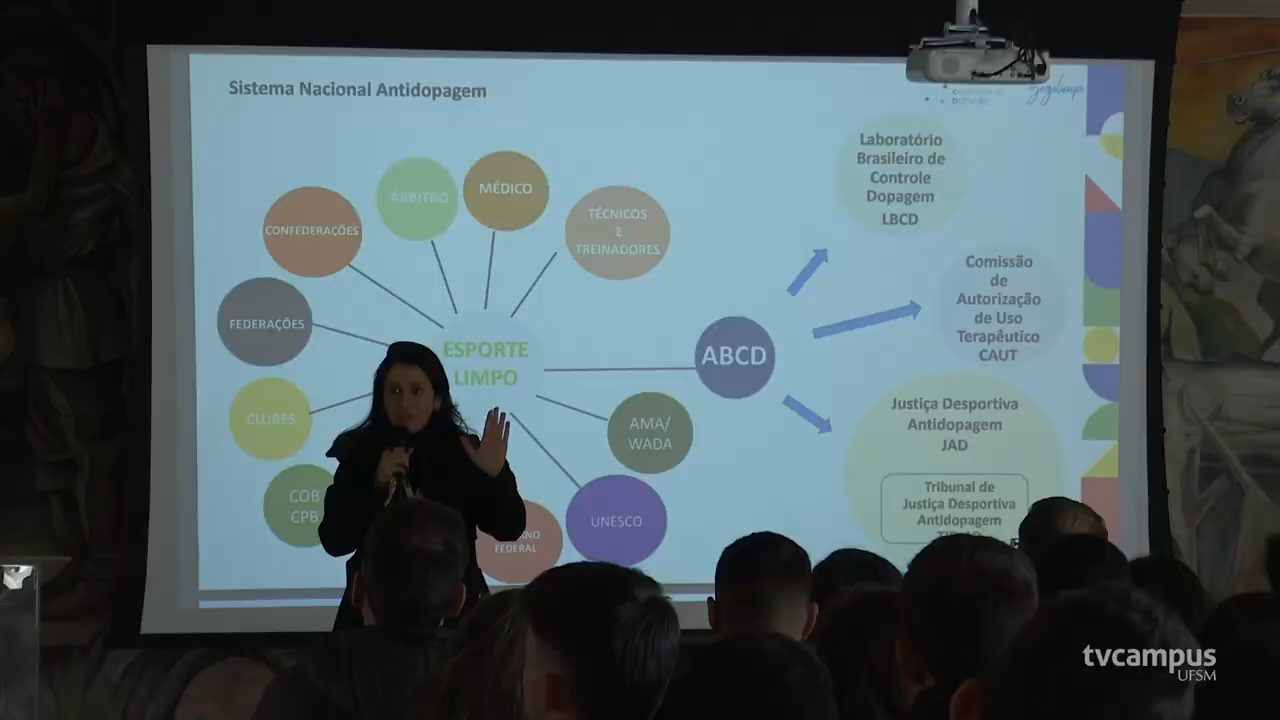 Sistema Nacional Antidopagem
#jogolimpo
ARBITRO
MÉDICO
CONFEDERAÇÕES
TÉCNICOS
E
TREINADORES
FEDERAÇÕES
ESPORTE
LIMPO
CLUBES
COB
CPB
FEDERAL
UNESCO
AMA/
WADA
ABCD
Laboratório
Brasileiro de
Controle
Dopagem
LBCD
Comissão
de
Autorização
de Uso
Terapêutico
CAUT
Justiça Desportiva
Antidopagem
JAD
Tribunal de
Justiça Desportiva
Antidopagem
tvcampus
UFSM